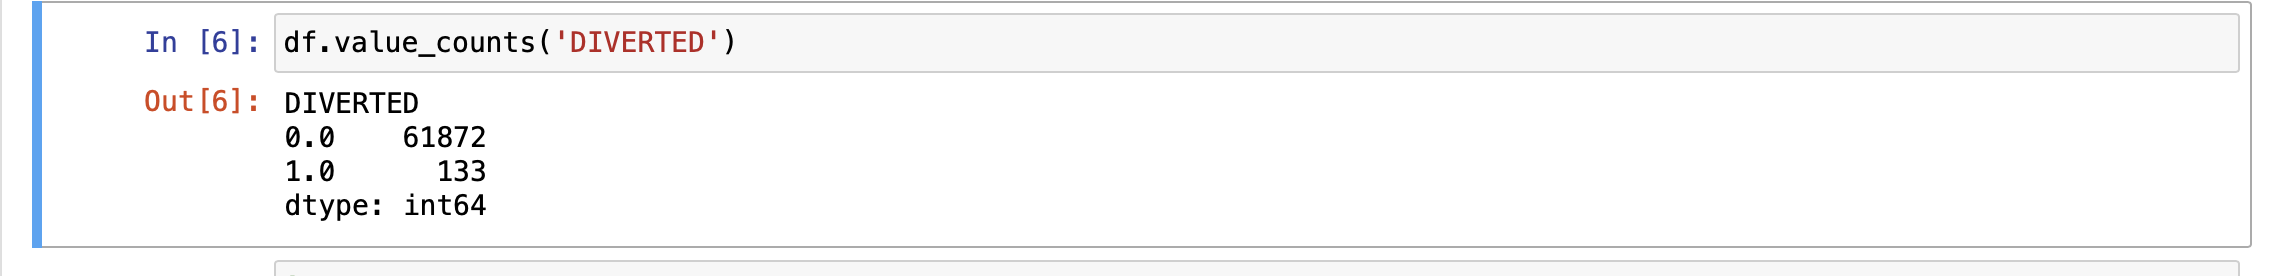 In [6]: df.value_counts('DIVERTED')
Out[6]: DIVERTED
0.0    61872
1.0      133
dtype: int64